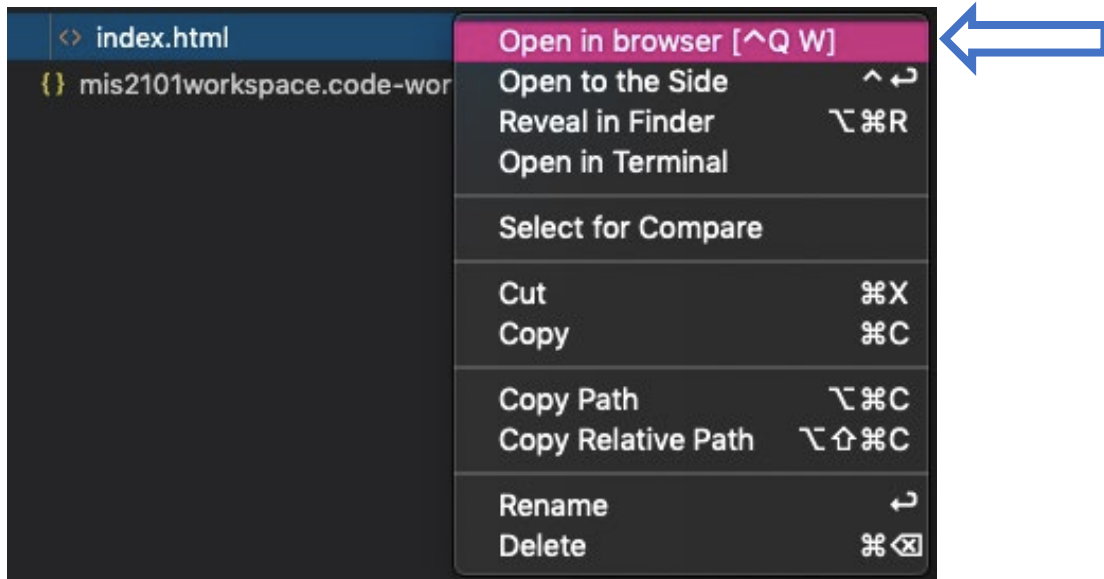 <> index.html
{} mis2101workspace.code-wor
Open in browser [^Q W]
Open to the Side ^↩
Reveal in Finder ⌥⌘R
Open in Terminal
Select for Compare
Cut ⌘X
Copy ⌘C
Copy Path ⌥⌘C
Copy Relative Path ⌥⇧⌘C
Rename ↩
Delete ⌘⌫